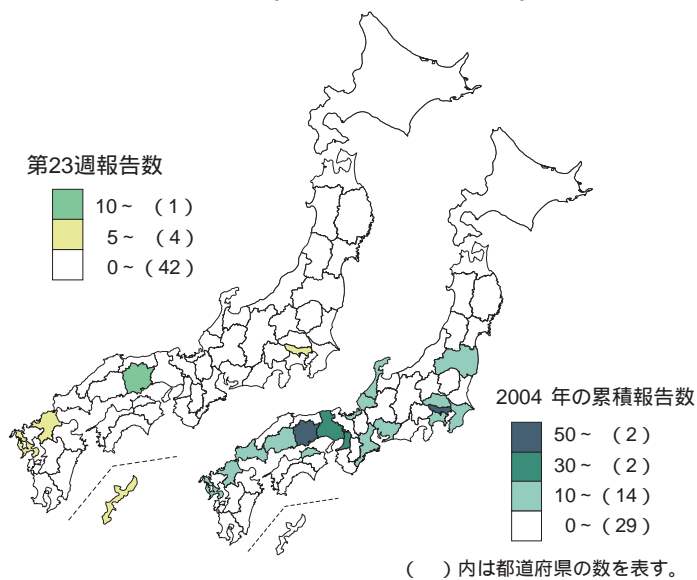 第23週報告数
10~ （1）
5~ （4）
0~（42）
2004 年の累積報告数
50~ （2）
30~ （2）
10~（14）
0~（29）
（　）内は都道府県の数を表す。